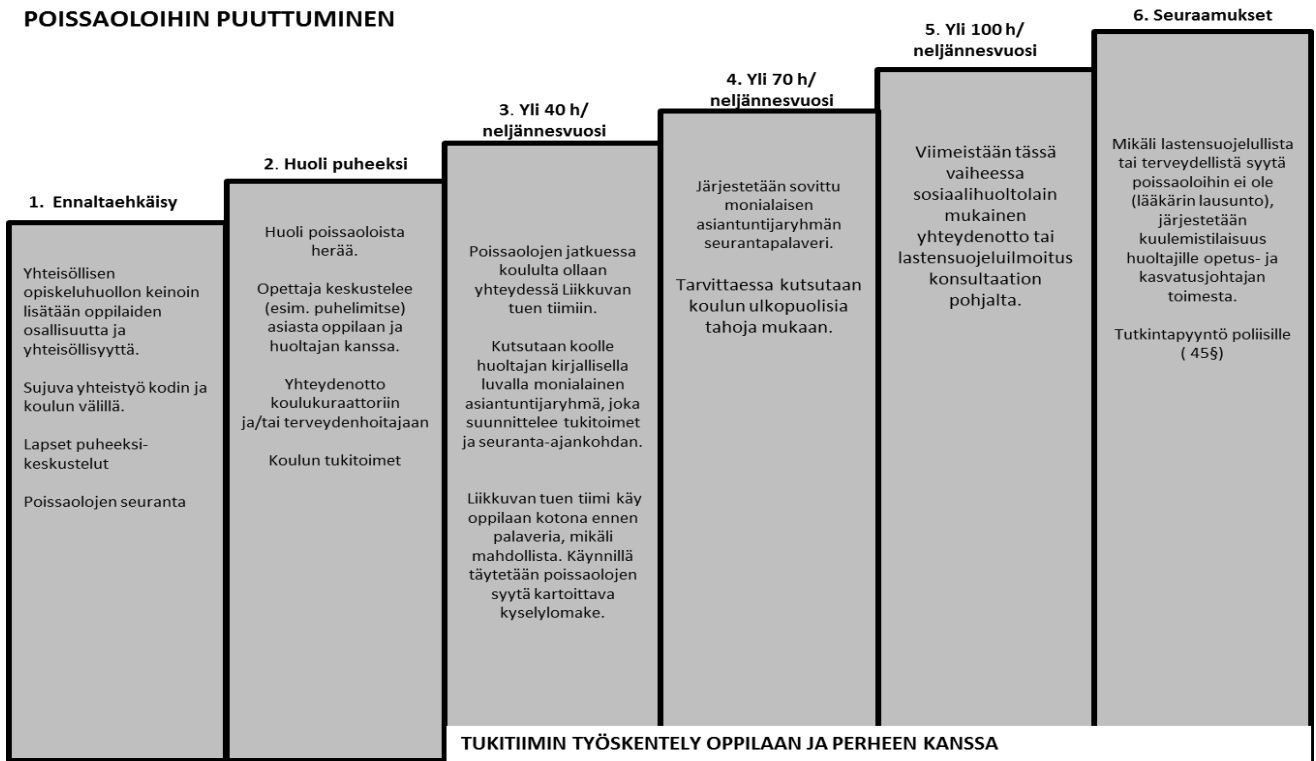 POISSAOLOIHIN PUUTTUMINEN
1. Ennaltaehkäisy
Yhteisöllisen
opiskeluhuollon keinoin
lisätään oppilaiden
osallisuutta ja
yhteisöllisyyttä.
Sujuva yhteistyö kodin ja
koulun välillä.
Lapset puheeksi-
keskustelut
Poissaolojen seuranta
2. Huoli puheeksi
Huoli poissaoloista
herää.
Opettaja keskustelee
(esim. puhelimitse)
asiasta oppilaan ja
huoltajan kanssa.
Yhteydenotto
koulukuraattoriin
ja/tai terveydenhoitajaan
Koulun tukitoimet
3. Yli 40 h/
neljännesvuosi
Poissaolojen jatkuessa
koululta ollaan
yhteydessä Liikkuvan
tuen tiimiin.
Kutsutaan koolle
huoltajan kirjallisella
luvalla monialainen
asiantuntijaryhmä, joka
suunnittelee tukitoimet
ja seuranta-ajankohdan.
Liikkuvan tuen tiimi käy
oppilaan kotona ennen
palaveria, mikäli
mahdollista. Käynnillä
täytetään poissaolojen
syytä kartoittava
kyselylomake.
4. Yli 70 h/
neljännesvuosi
Järjestetään sovittu
monialaisen
asiantuntijaryhmän
seurantapalaveri.
Tarvittaessa kutsutaan
koulun ulkopuolisia
tahoja mukaan.
5. Yli 100 h/
neljännesvuosi
Viimeistään tässä
vaiheessa
sosiaalihuoltolain
mukainen
yhteydenotto tai
lastensuojeluilmoitus
konsultaation
pohjalta.
6. Seuraamukset
Mikäli lastensuojelullista
tai terveydellistä syytä
poissaoloihin ei ole
(lääkärin lausunto),
järjestetään
kuulemistilaisuus
huoltajille opetus- ja
kasvatusjohtajan
toimesta.
Tutkintapyyntö poliisille
( 45§)
TUKITIIMIN TYÖSKENTELY OPPILAAN JA PERHEEN KANSSA